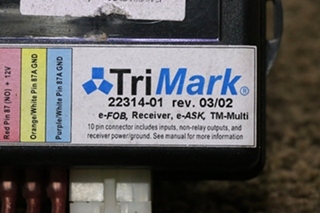 Red Pin 87 (NO) + 12V
Orange/White Pin 87A GND
Purple/White Pin 87A GND
TriMark®
22314-01 rev. 03/02
e-FOB, Receiver, e-ASK, TM-Multi
10 pin connector includes inputs, non-relay outputs, and
receiver power/ground. See manual for more information